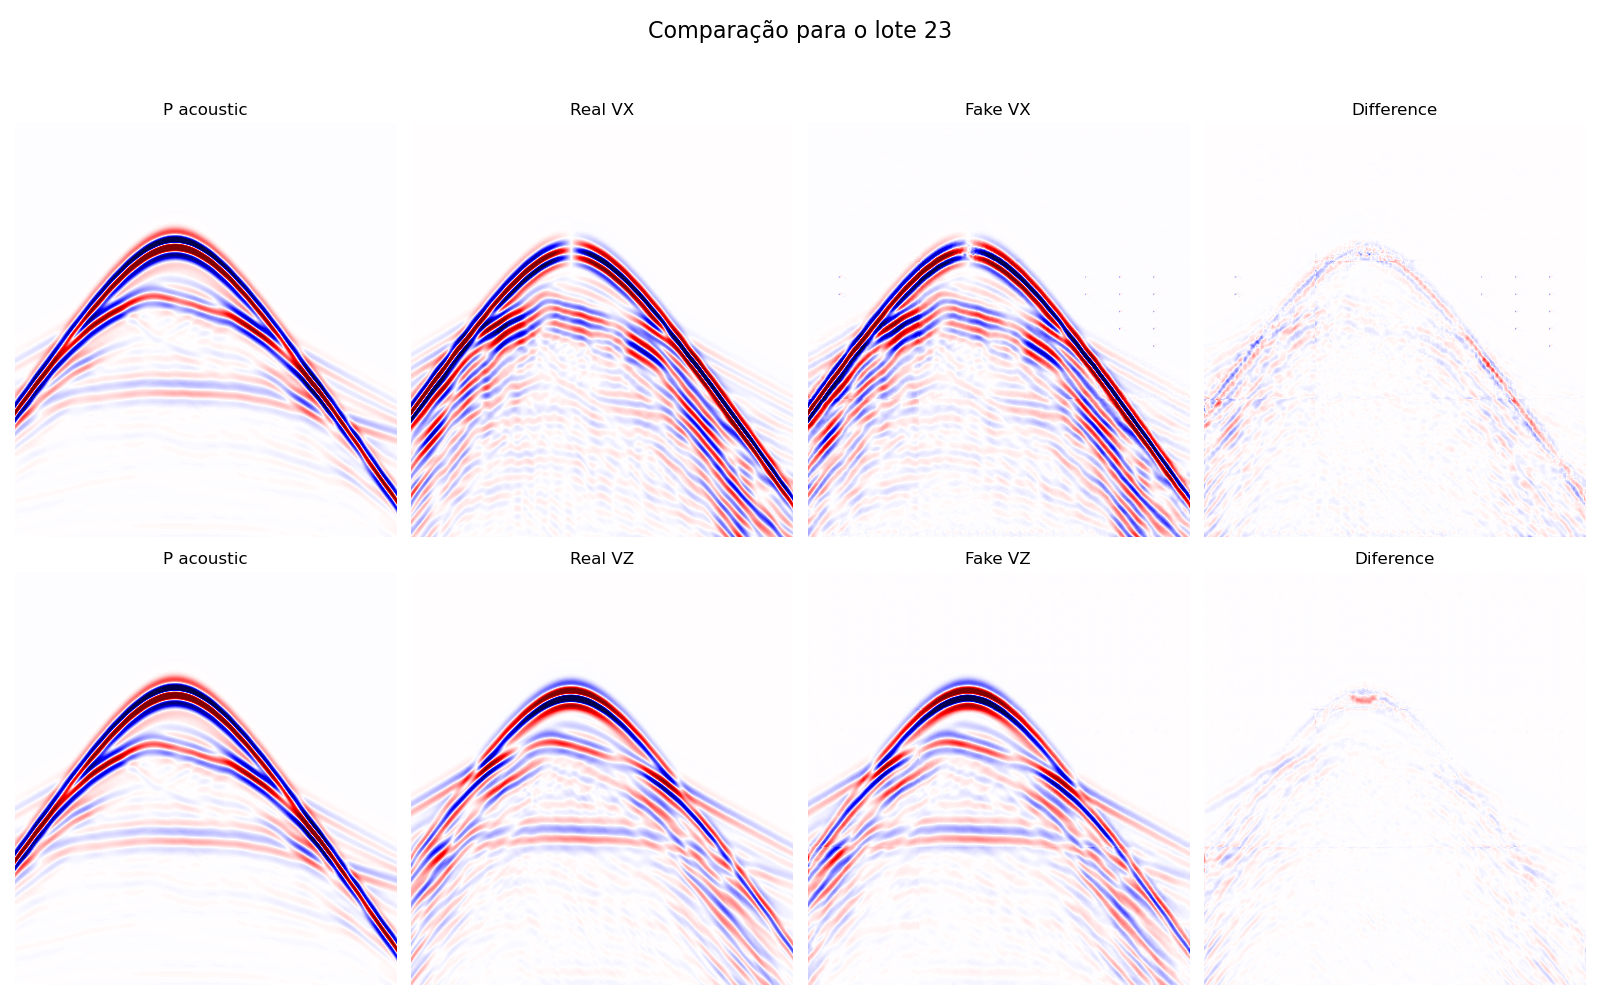 Comparação para o lote 23
P acoustic
Real VX
Fake VX
Difference
P acoustic
Real VZ
Fake VZ
Diference